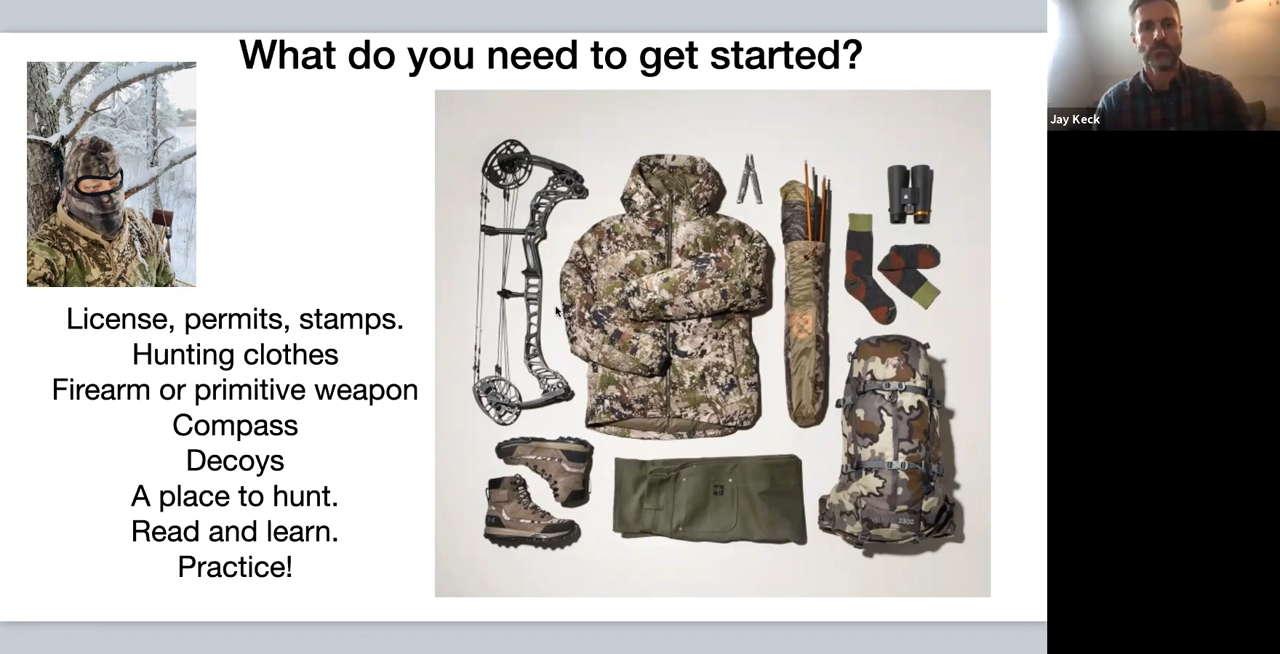 What do you need to get started?
License, permits, stamps.
Hunting clothes
Firearm or primitive weapon
Compass
Decoys
A place to hunt.
Read and learn.
Practice!
2300
Jay Keck